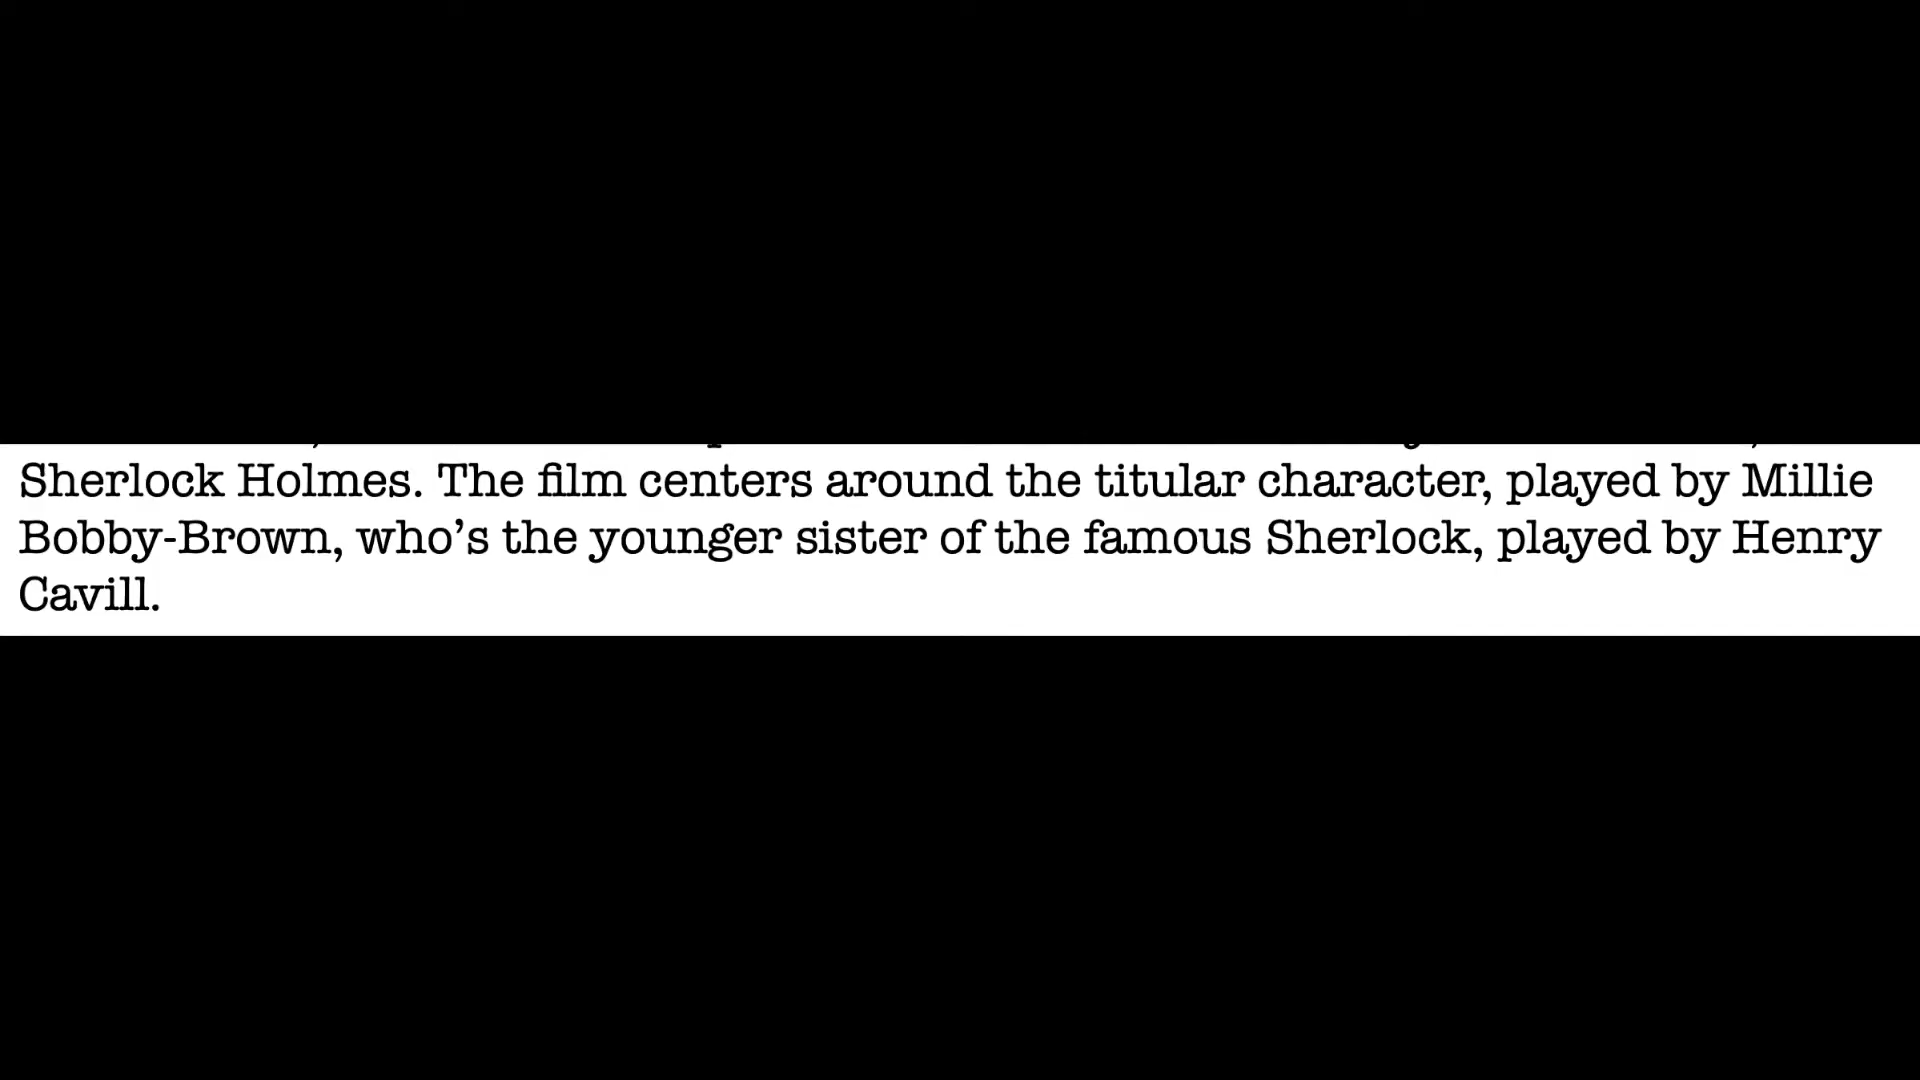 Sherlock Holmes. The film centers around the titular character, played by Millie
Bobby-Brown, who’s the younger sister of the famous Sherlock, played by Henry
Cavill.